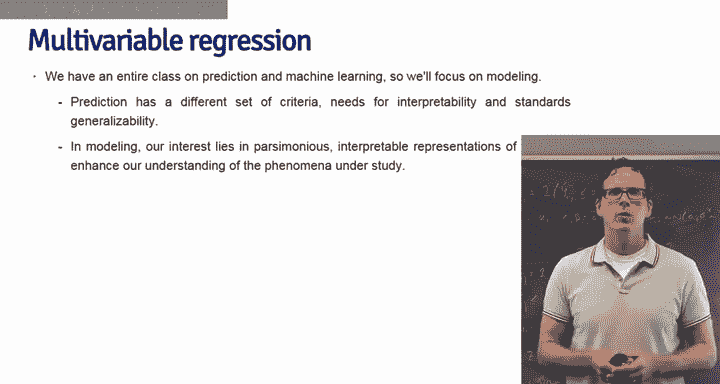 Multivariable regression
· We have an entire class on prediction and machine learning, so we'll focus on modeling.
- Prediction has a different set of criteria, needs for interpretability and standards
generalizability.
- In modeling, our interest lies in parsimonious, interpretable representations of
enhance our understanding of the phenomena under study.